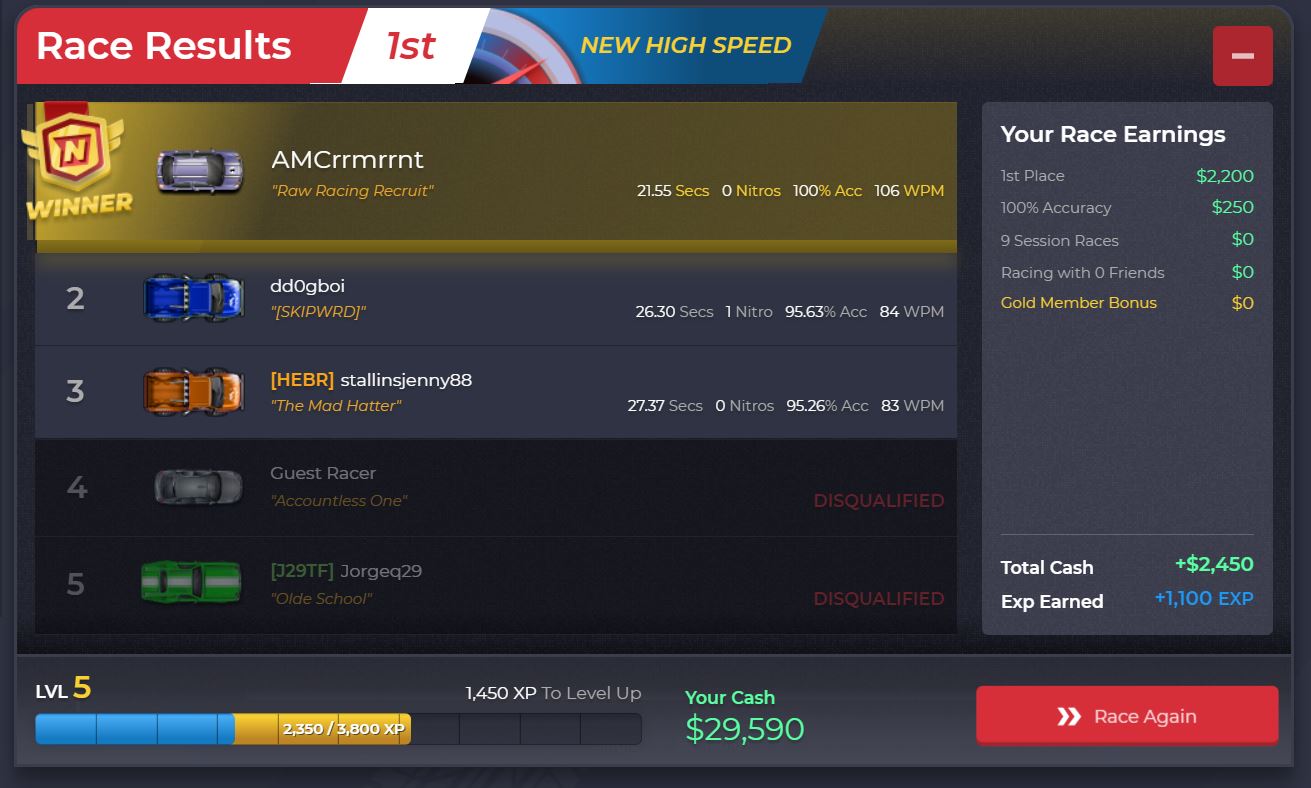 Race Results
1st
NEW HIGH SPEED
N
WINNER
AMCrrmrrnt
"Raw Racing Recruit"
21.55 Secs 0 Nitros 100% Acc 106 WPM
2
dd0gboi
"[SKIPWRD]"
26.30 Secs 1 Nitro 95.63% Acc 84 WPM
3
[HEBR] stallinsjenny88
"The Mad Hatter"
27.37 Secs 0 Nitros 95.26% Acc 83 WPM
4
Guest Racer
"Accountless One"
DISQUALIFIED
5
[J29TF] Jorgeq29
"Olde School"
DISQUALIFIED
Your Race Earnings
1st Place $2,200
100% Accuracy $250
9 Session Races $0
Racing with 0 Friends $0
Gold Member Bonus $0
Total Cash +$2,450
Exp Earned +1,100 EXP
LVL 5
1,450 XP To Level Up
2,350 / 3,800 XP
Your Cash
$29,590
Race Again